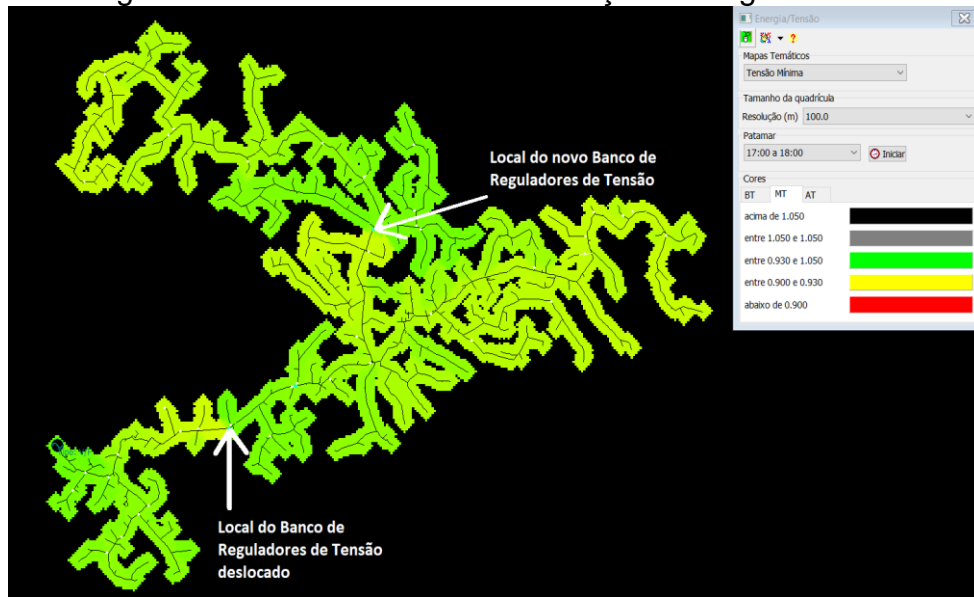 Energia/Tensão
?
Mapas Temáticos
Tensão Mínima
Tamanho da quadrícula
Resolução (m) 100.0
Patamar
17:00 a 18:00
Iniciar
Cores
BT MT AT
acima de 1.050
entre 1.050 e 1.050
entre 0.930 e 1.050
entre 0.900 e 0.930
abaixo de 0.900
Local do novo Banco de
Reguladores de Tensão
Local do Banco de
Reguladores de Tensão
deslocado